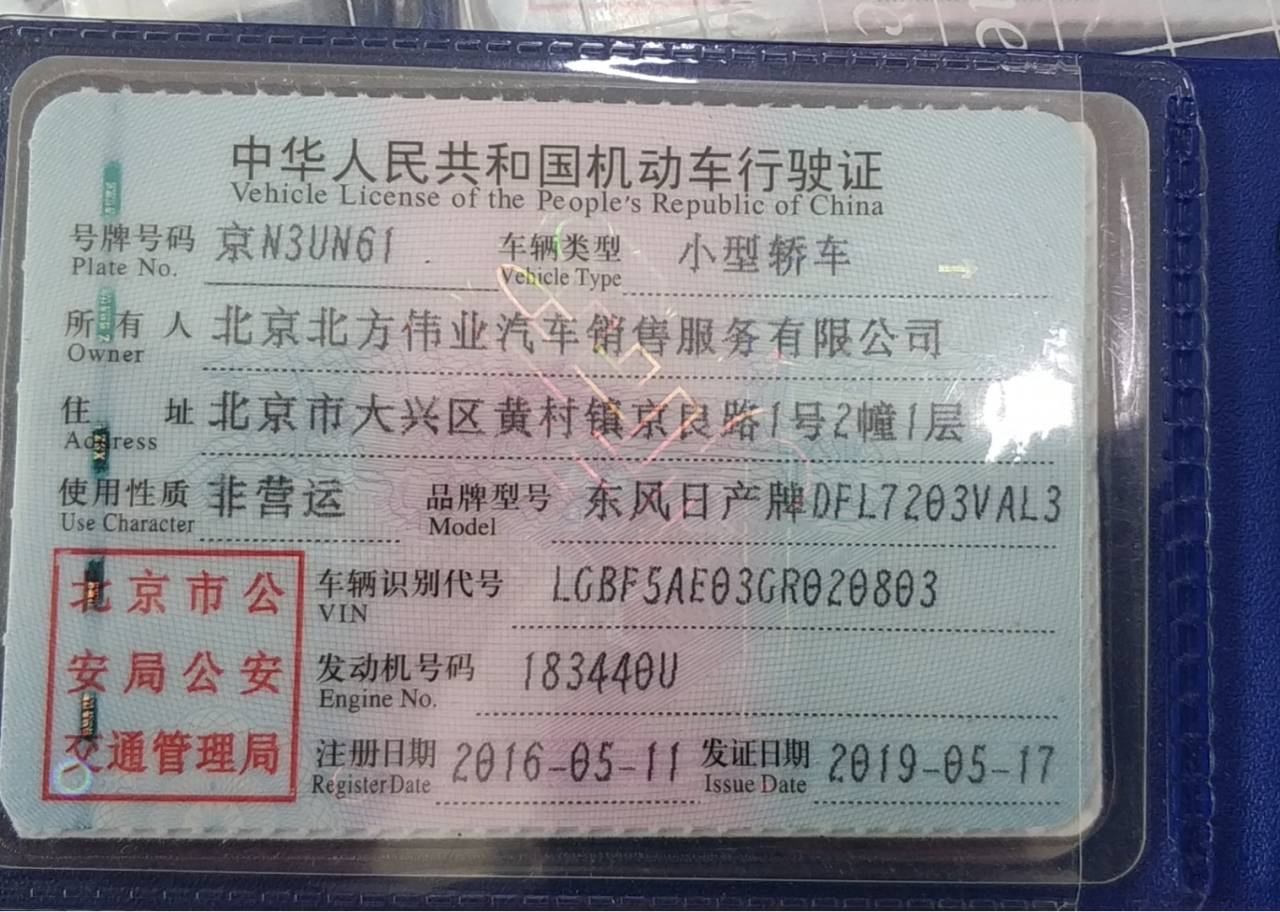 中华人民共和国机动车行驶证
Vehicle License of the People's Republic of China
号牌号码 京N3UN61 车辆类型 小型轿车
Plate No. Vehicle Type
所有人 北京北方伟业汽车销售服务有限公司
Owner
住址 北京市大兴区黄村镇京良路1号2幢1层
Address
使用性质 非营运 品牌型号 东风日产牌DFL7203VAL3
Use Character Model
北京市公
安局公安
交通管理局
车辆识别代号 LGBF5AE03GR020803
VIN
发动机号码 183440U
Engine No.
注册日期 2016-05-11 发证日期 2019-05-17
Register Date Issue Date